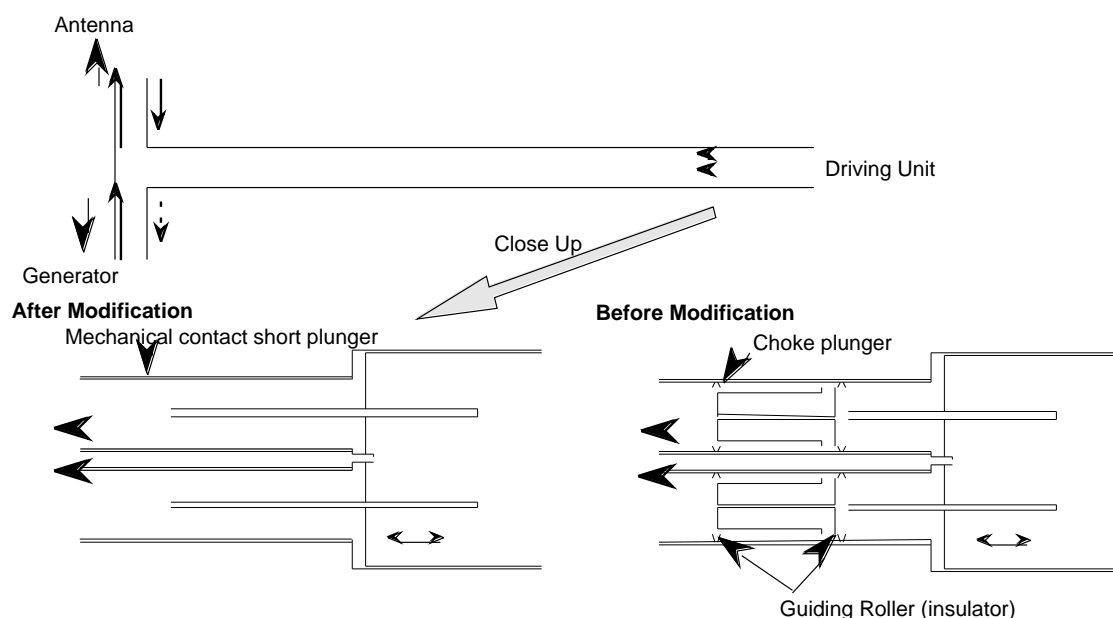 Antenna
Driving Unit
Close Up
Generator
After Modification
Before Modification
Mechanical contact short plunger
Choke plunger
Guiding Roller (insulator)